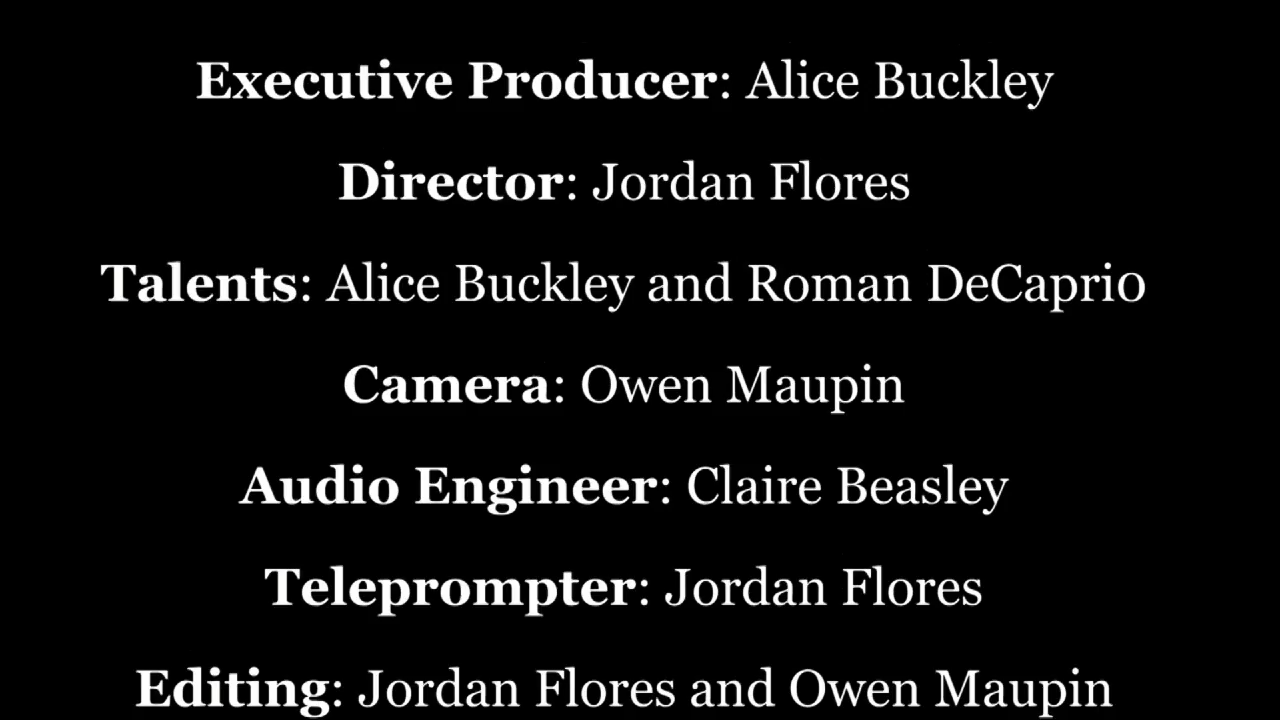 Executive Producer: Alice Buckley
Director: Jordan Flores
Talents: Alice Buckley and Roman DeCaprio
Camera: Owen Maupin
Audio Engineer: Claire Beasley
Teleprompter: Jordan Flores
Editing: Jordan Flores and Owen Maupin